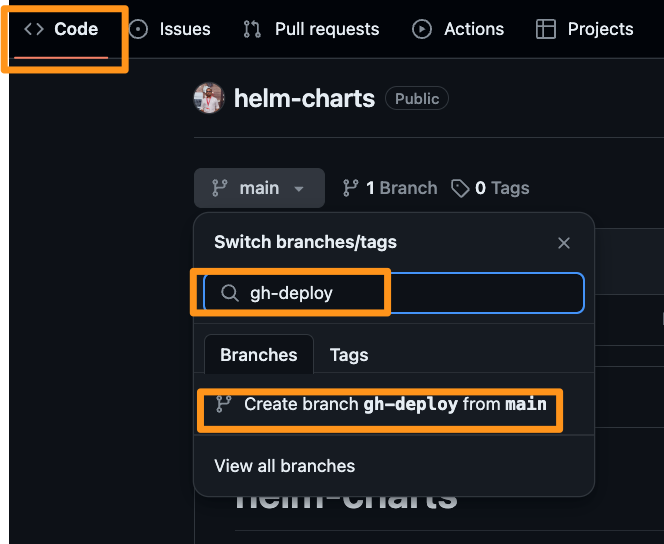 Code Issues Pull requests Actions Projects
helm-charts Public
main 1 Branch 0 Tags
Switch branches/tags
gh-deploy
Branches Tags
Create branch gh-deploy from main
View all branches
helm-charts